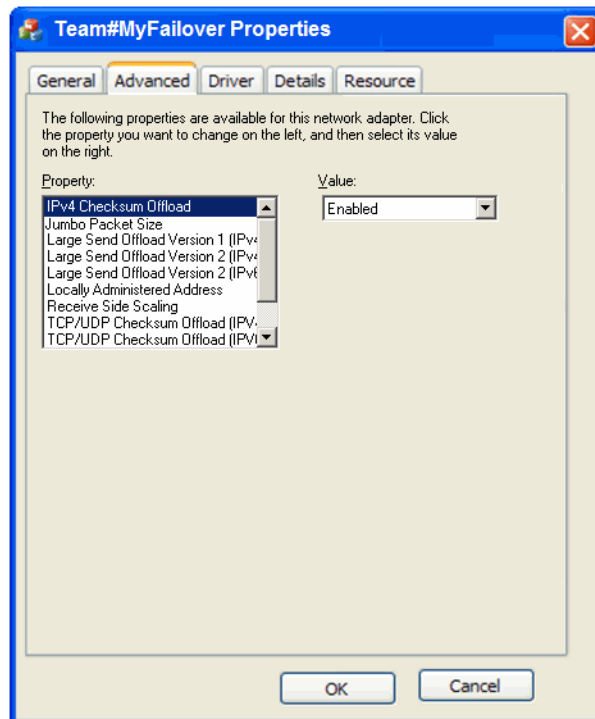 Team#MyFailover Properties
General Advanced Driver Details Resource
The following properties are available for this network adapter. Click
the property you want to change on the left, and then select its value
on the right.
Property: Value:
IPv4 Checksum Offload Enabled
Jumbo Packet Size
Large Send Offload Version 1 (IPv4
Large Send Offload Version 2 (IPv4
Large Send Offload Version 2 (IPv6
Locally Administered Address
Receive Side Scaling
TCP/UDP Checksum Offload (IPV4
TCP/UDP Checksum Offload (IPV6
OK Cancel